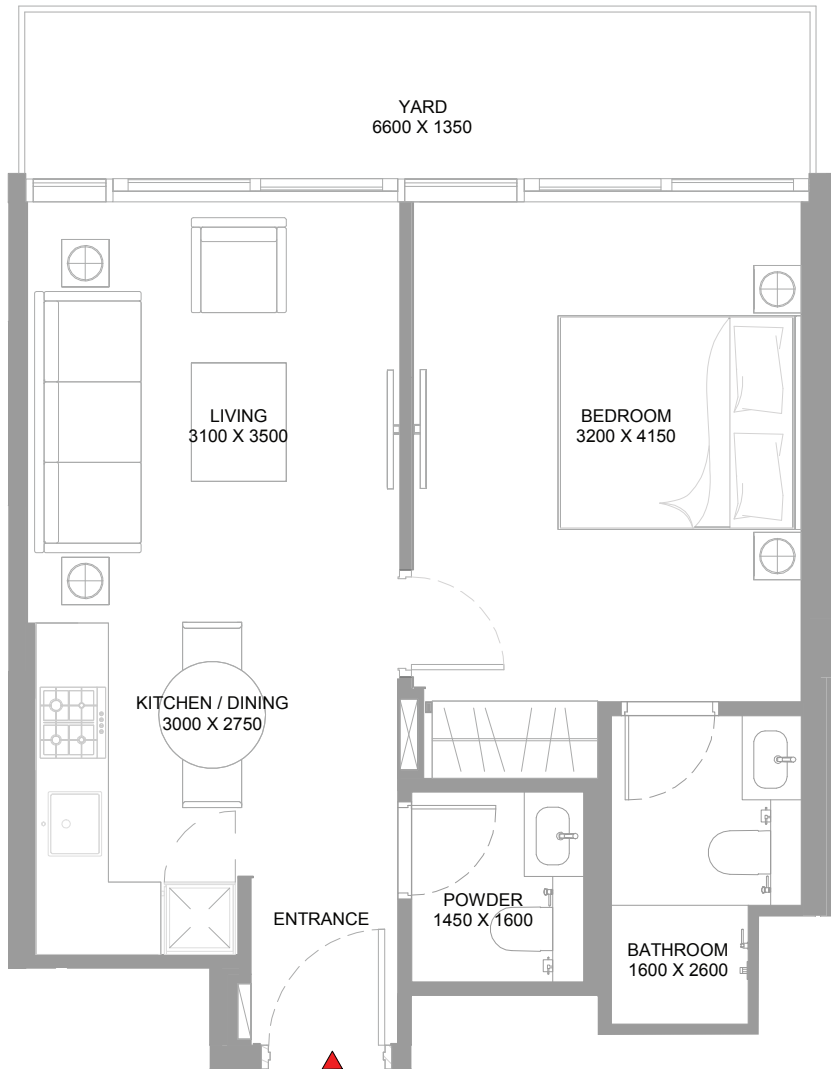 YARD
6600 X 1350
LIVING
3100 X 3500
BEDROOM
3200 X 4150
KITCHEN / DINING
3000 X 2750
ENTRANCE
POWDER
1450 X 1600
BATHROOM
1600 X 2600